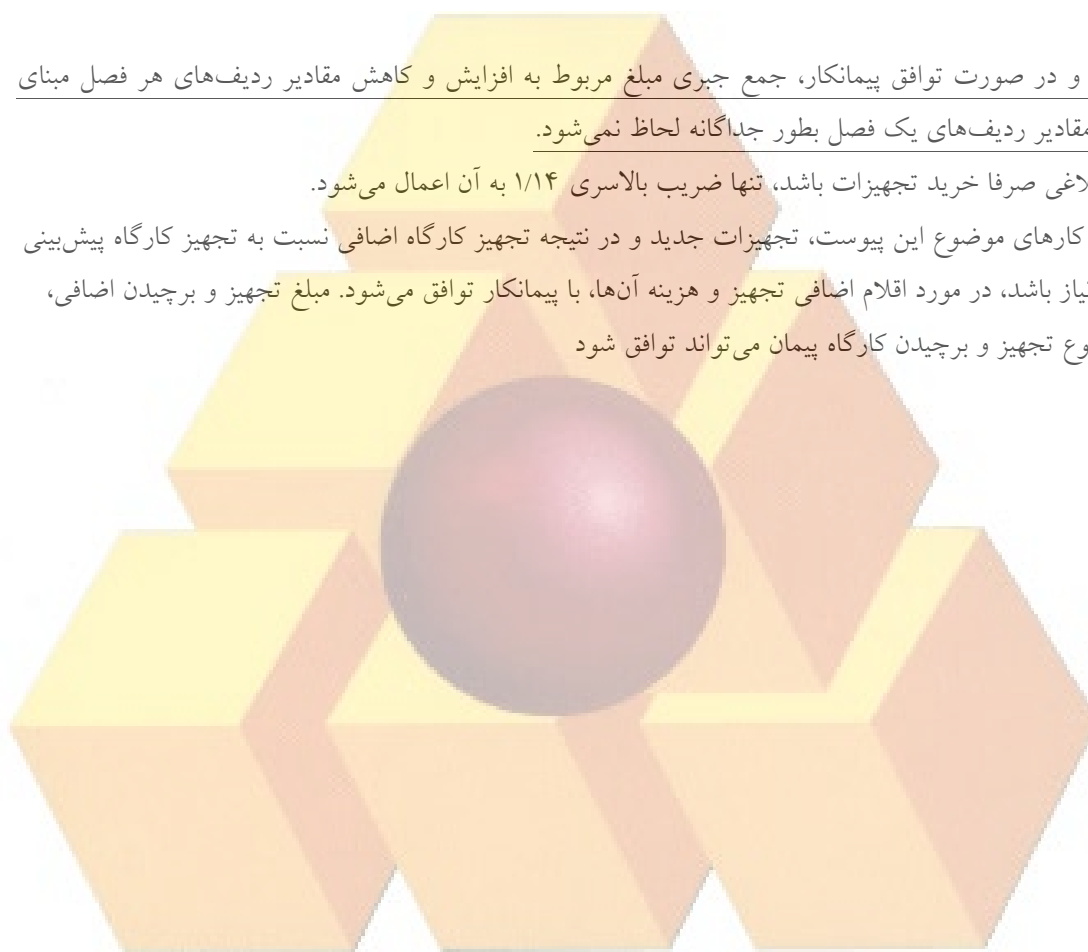 و در صورت توافق پیمانکار، جمع جبری مبلغ مربوط به افزایش و کاهش مقادیر ردیف‌های هر فصل مبنای
مقادیر ردیف‌های یک فصل بطور جداگانه لحاظ نمی‌شود.
لاغی صرفا خرید تجهیزات باشد، تنها ضریب بالاسری ۱/۱۴ به آن اعمال می‌شود.
کارهای موضوع این پیوست، تجهیزات جدید و در نتیجه تجهیز کارگاه اضافی نسبت به تجهیز کارگاه پیش‌بینی
نیاز باشد، در مورد اقلام اضافی تجهیز و هزینه آن‌ها، با پیمانکار توافق می‌شود. مبلغ تجهیز و برچیدن اضافی،
وع تجهیز و برچیدن کارگاه پیمان می‌تواند توافق شود